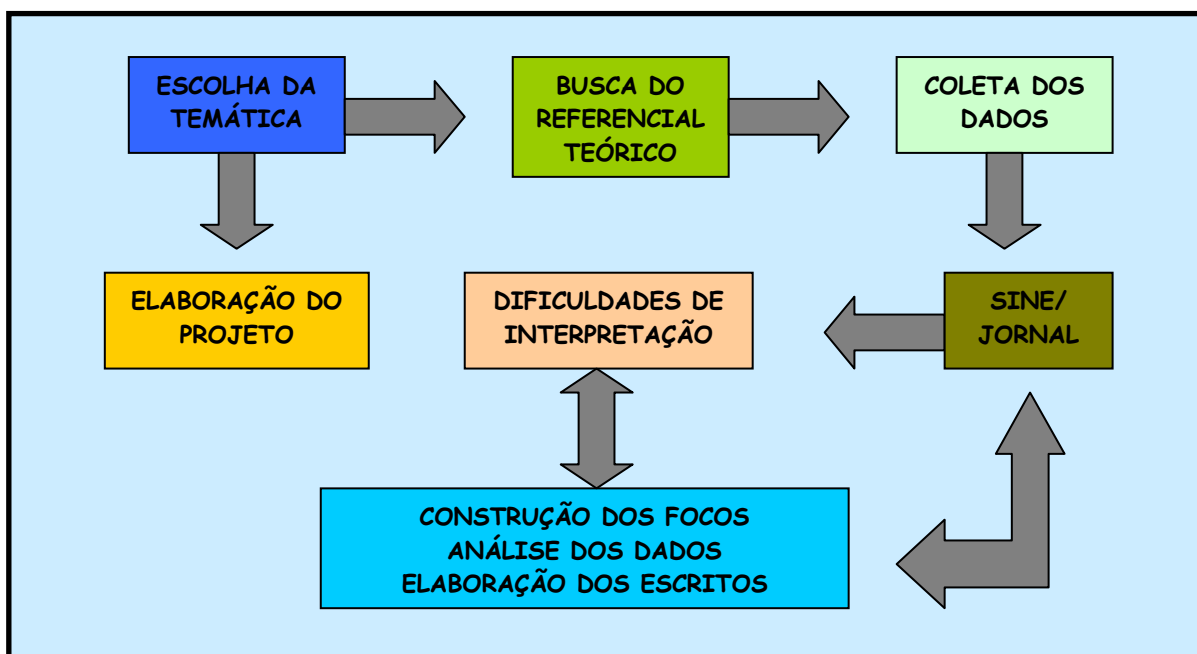 ESCOLHA DA
TEMÁTICA
BUSCA DO
REFERENCIAL
TEÓRICO
COLETA DOS
DADOS
ELABORAÇÃO DO
PROJETO
DIFICULDADES DE
INTERPRETAÇÃO
SINE/
JORNAL
CONSTRUÇÃO DOS FOCOS
ANÁLISE DOS DADOS
ELABORAÇÃO DOS ESCRITOS